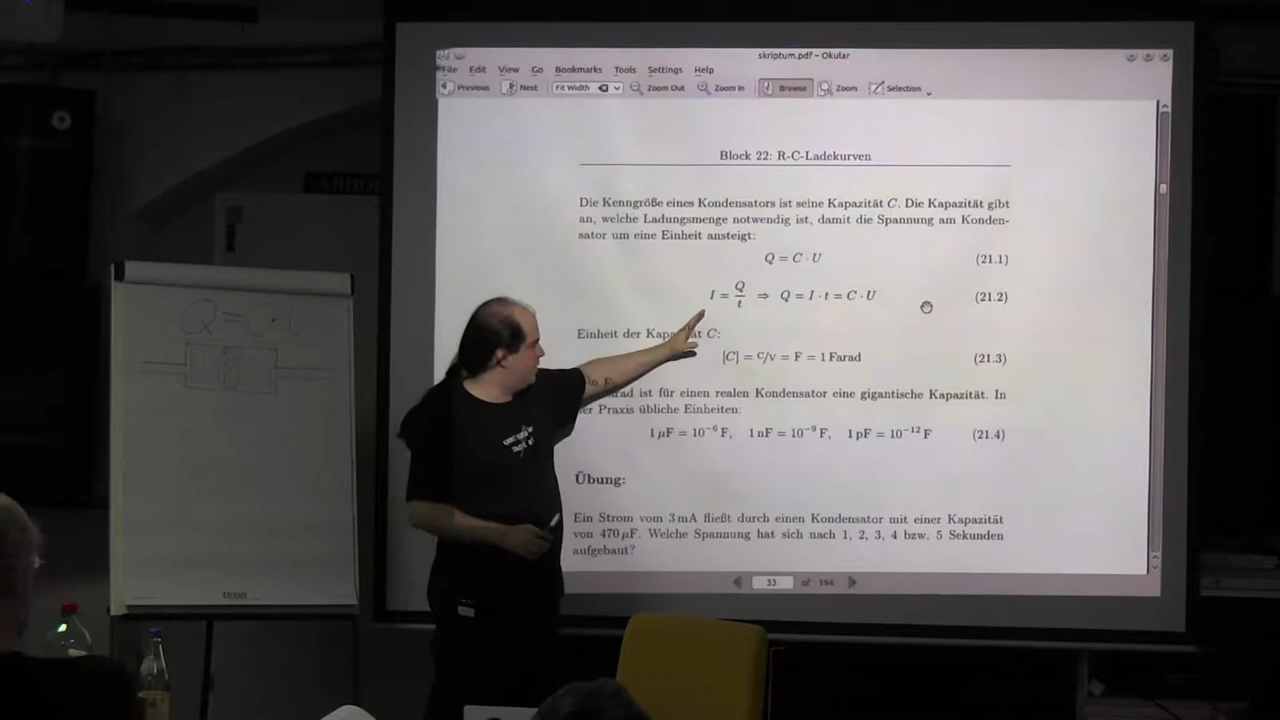 skriptum.pdf – Okular
File Edit View Go Bookmarks Tools Settings Help
Previous Next Fit Width Zoom Out Zoom In Browse Zoom Selection
Block 22: R-C-Ladekurven
Die Kenngröße eines Kondensators ist seine Kapazität C. Die Kapazität gibt
an, welche Ladungsmenge notwendig ist, damit die Spannung am Konden-
sator um eine Einheit ansteigt:
Q = C · U (21.1)
I = Q/t ⇒ Q = I · t = C · U (21.2)
Einheit der C:
[C] = C/V = F = 1 Farad (21.3)
ist für einen realen Kondensator eine gigantische Kapazität. In
Praxis übliche Einheiten:
1 µF = 10⁻⁶ F, 1 nF = 10⁻⁹ F, 1 pF = 10⁻¹² F (21.4)
Übung:
Ein Strom vom 3 mA fließt durch einen Kondensator mit einer Kapazität
von 470 µF. Welche Spannung hat sich nach 1, 2, 3, 4 bzw. 5 Sekunden
aufgebaut?
33 of 194